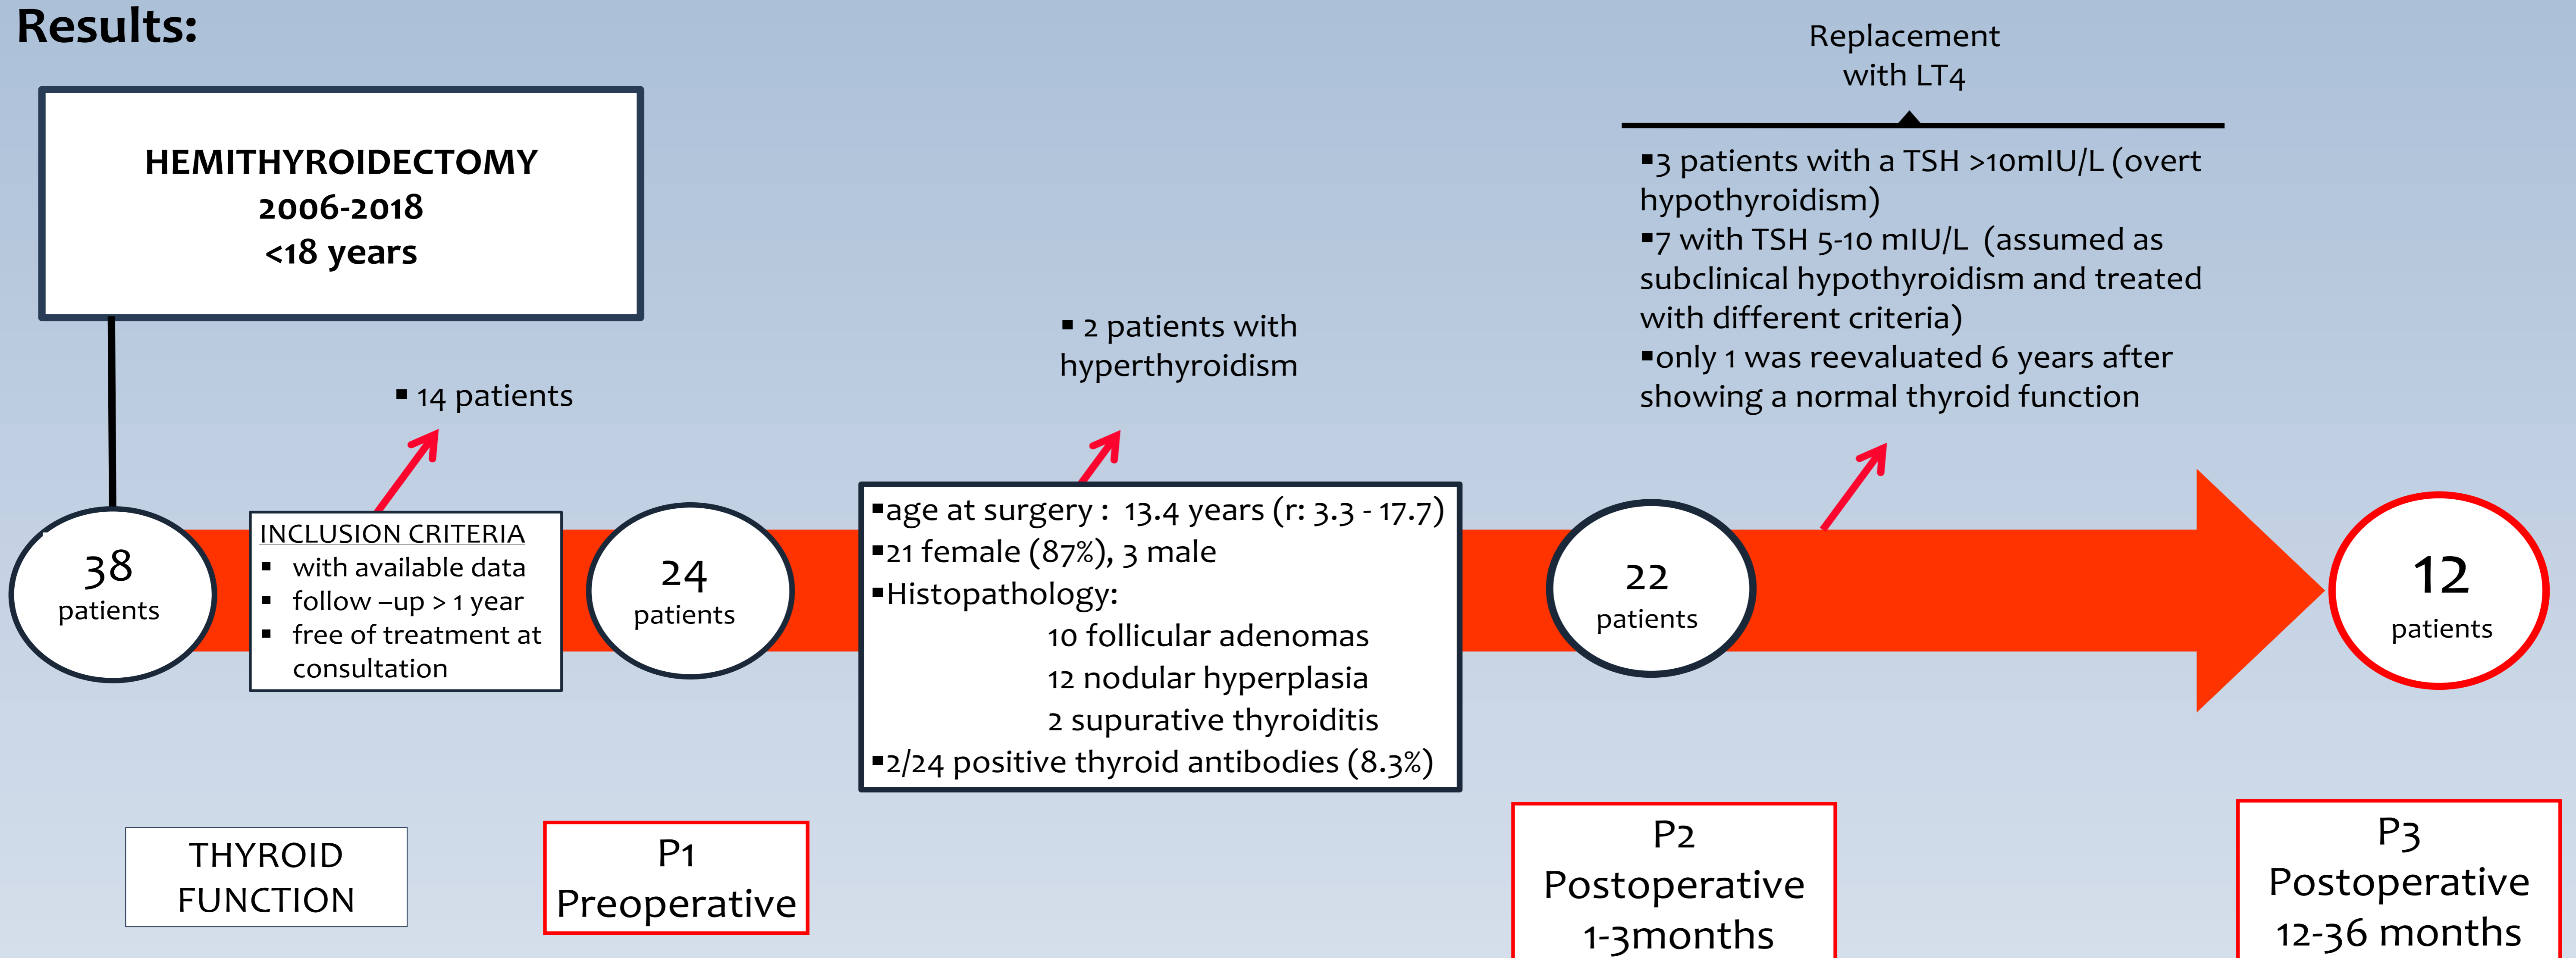 Results:
HEMITHYROIDECTOMY
2006-2018
<18 years
▪ 14 patients
▪ 2 patients with
hyperthyroidism
Replacement
with LT4
▪3 patients with a TSH >10mIU/L (overt
hypothyroidism)
▪7 with TSH 5-10 mIU/L (assumed as
subclinical hypothyroidism and treated
with different criteria)
▪only 1 was reevaluated 6 years after
showing a normal thyroid function
38
patients
INCLUSION CRITERIA
▪ with available data
▪ follow –up > 1 year
▪ free of treatment at
consultation
24
patients
▪age at surgery : 13.4 years (r: 3.3 - 17.7)
▪21 female (87%), 3 male
▪Histopathology:
10 follicular adenomas
12 nodular hyperplasia
2 supurative thyroiditis
▪2/24 positive thyroid antibodies (8.3%)
22
patients
12
patients
THYROID
FUNCTION
P1
Preoperative
P2
Postoperative
1-3months
P3
Postoperative
12-36 months